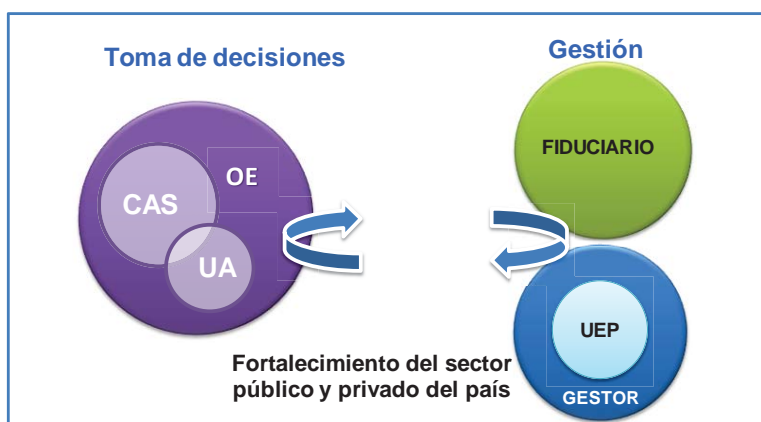 Toma de decisiones
Gestión
FIDUCIARIO
OE
CAS
UA
UEP
Fortalecimiento del sector
público y privado del país
GESTOR